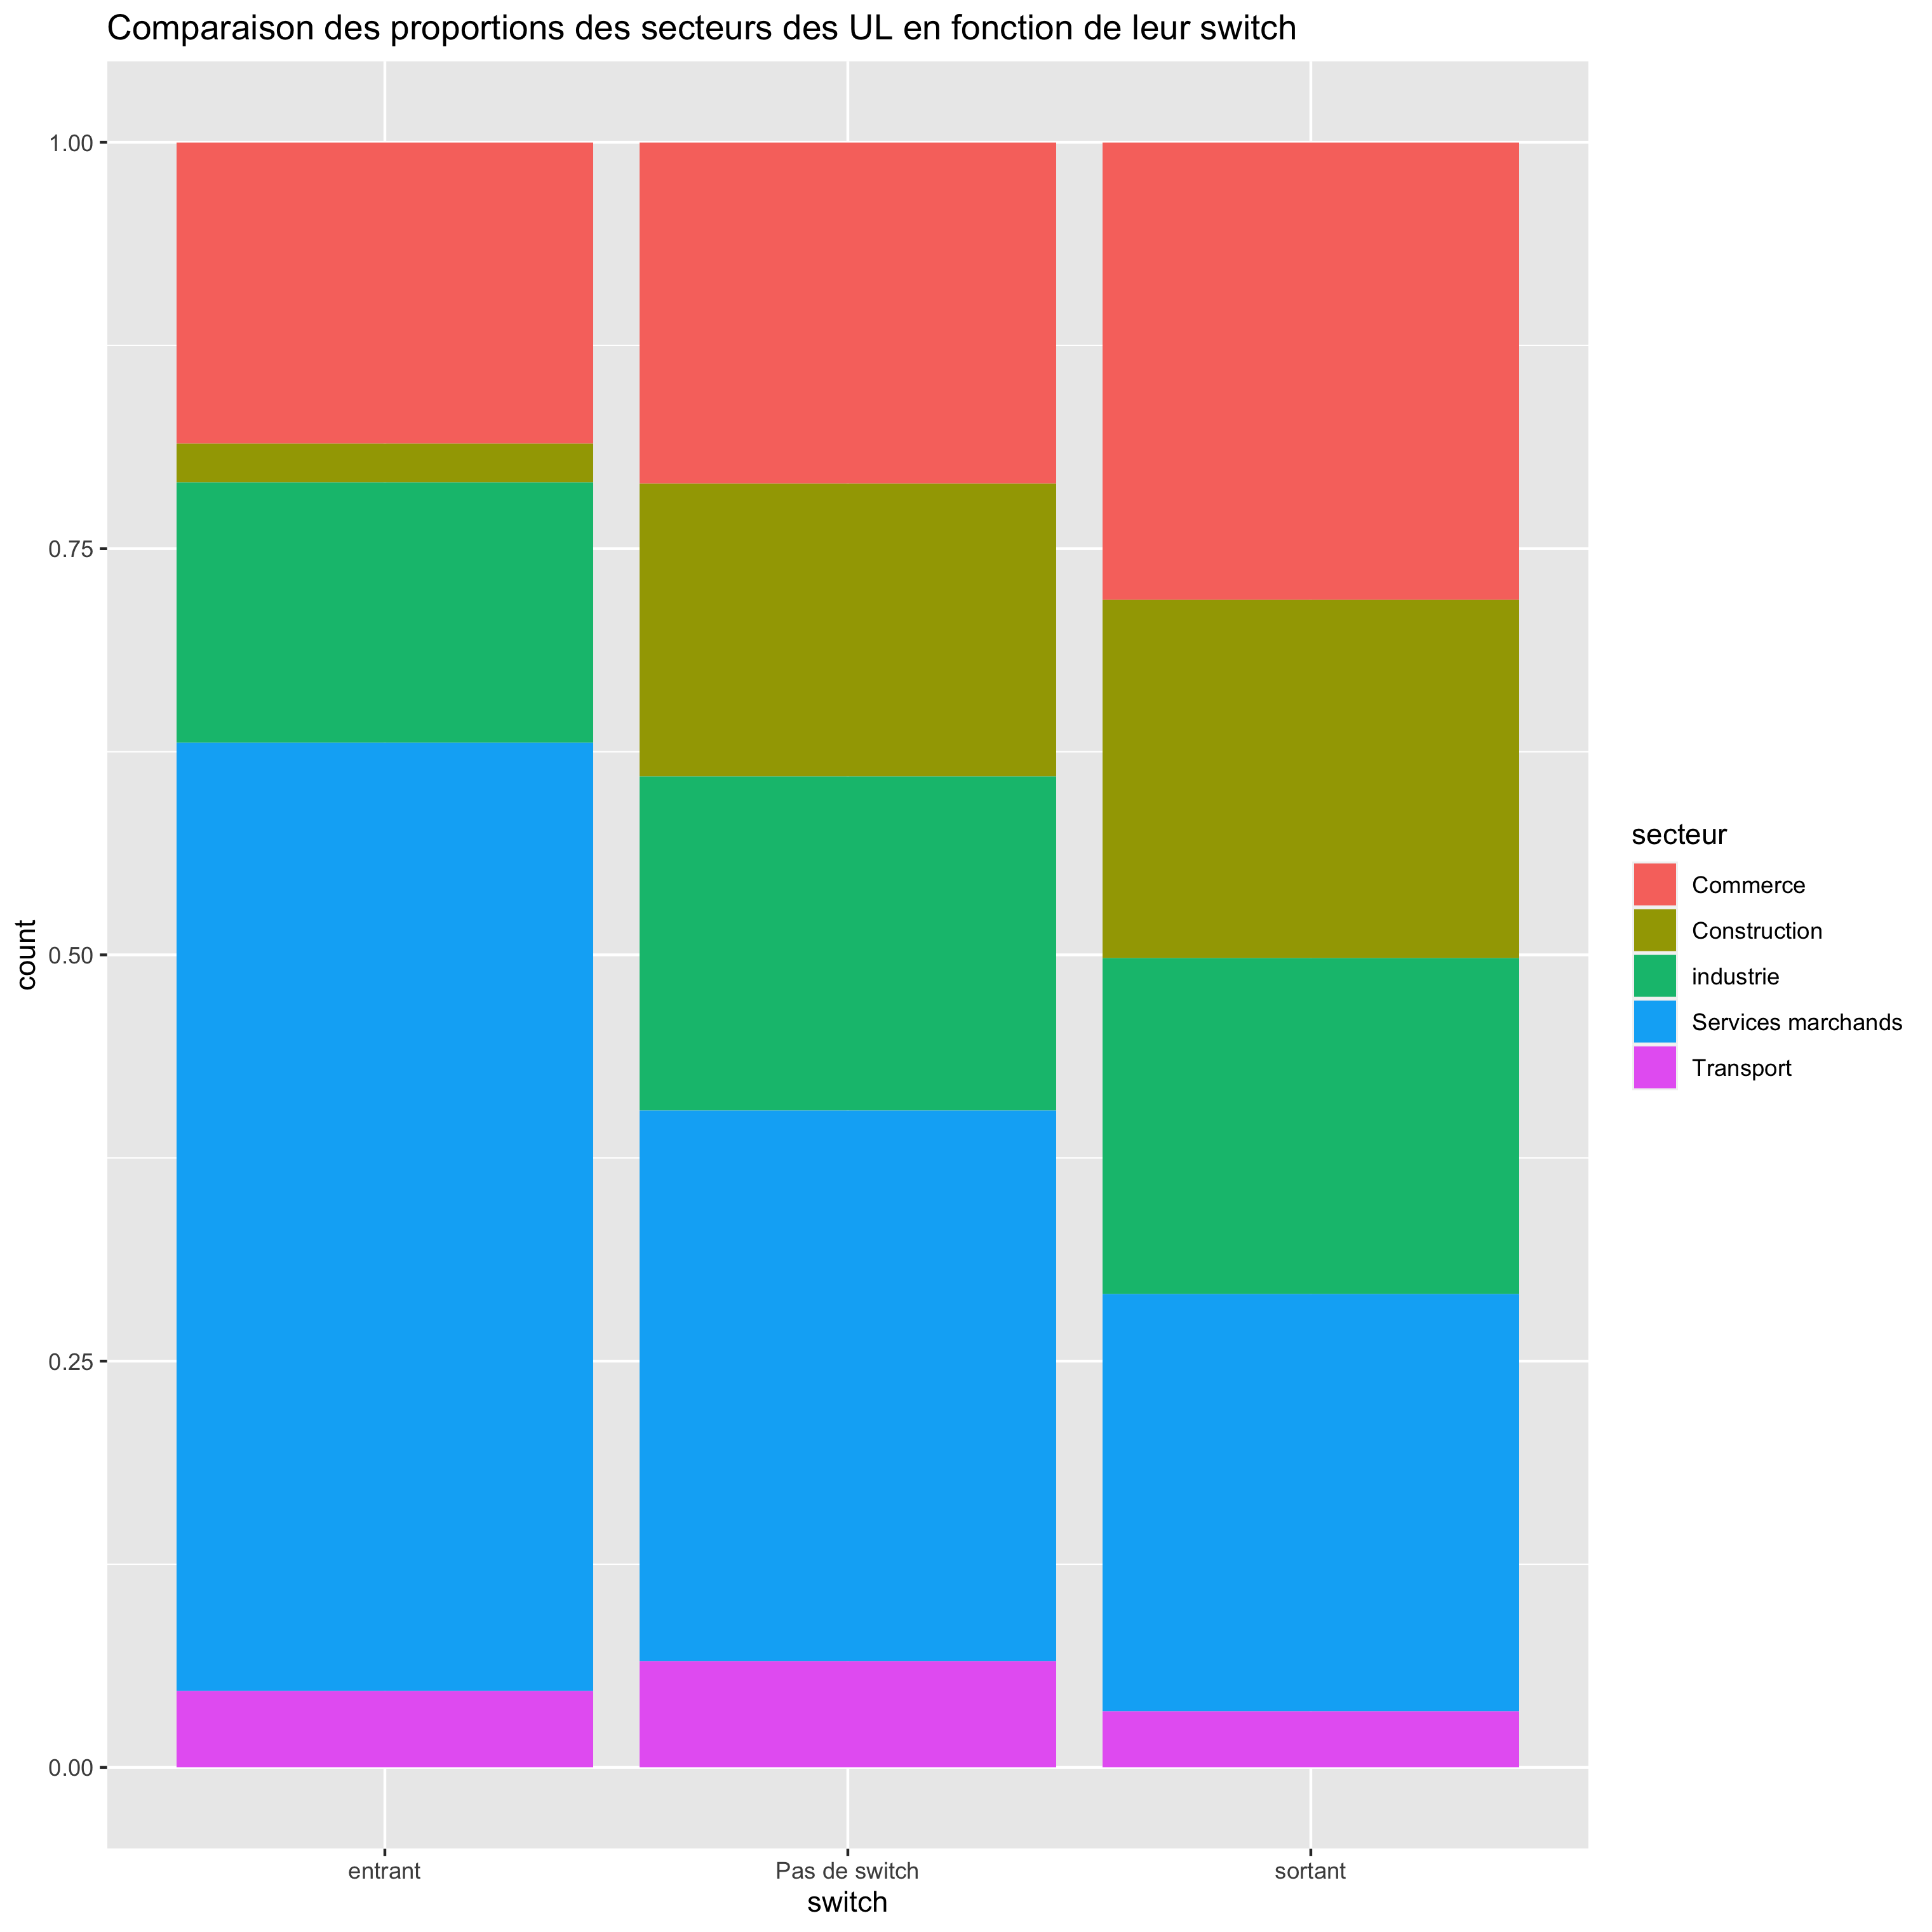 Comparaison des proportions des secteurs des UL en fonction de leur switch
1.00
0.75
0.50
0.25
0.00
count
entrant
Pas de switch
sortant
switch
secteur
Commerce
Construction
industrie
Services marchands
Transport